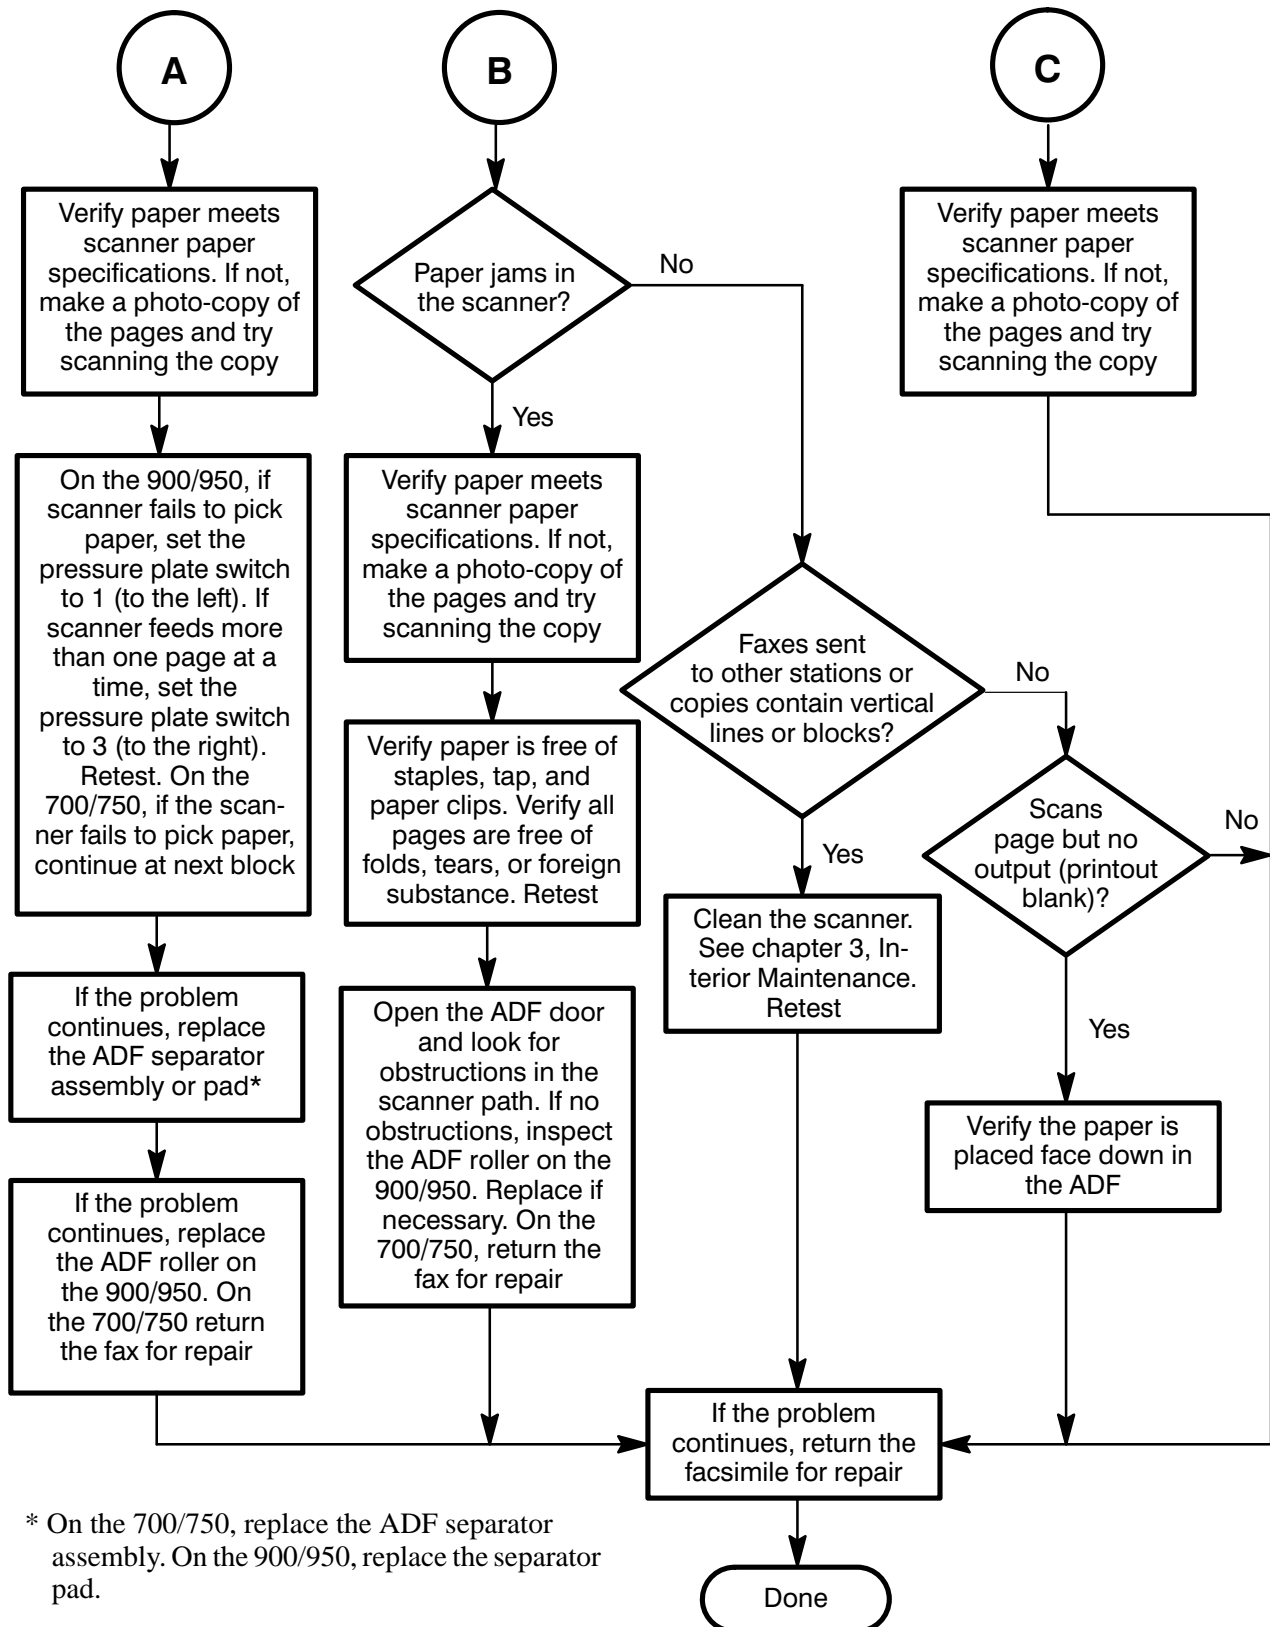 A
B
C
Verify paper meets
scanner paper
specifications. If not,
make a photo-copy of
the pages and try
scanning the copy
On the 900/950, if
scanner fails to pick
paper, set the
pressure plate switch
to 1 (to the left). If
scanner feeds more
than one page at a
time, set the
pressure plate switch
to 3 (to the right).
Retest. On the
700/750, if the scan-
ner fails to pick paper,
continue at next block
If the problem
continues, replace
the ADF separator
assembly or pad*
If the problem
continues, replace
the ADF roller on
the 900/950. On
the 700/750 return
the fax for repair
Paper jams in
the scanner?
No
Yes
Verify paper meets
scanner paper
specifications. If not,
make a photo-copy of
the pages and try
scanning the copy
Verify paper is free of
staples, tap, and
paper clips. Verify all
pages are free of
folds, tears, or foreign
substance. Retest
Open the ADF door
and look for
obstructions in the
scanner path. If no
obstructions, inspect
the ADF roller on the
900/950. Replace if
necessary. On the
700/750, return the
fax for repair
Faxes sent
to other stations or
copies contain vertical
lines or blocks?
No
Yes
Clean the scanner.
See chapter 3, In-
terior Maintenance.
Retest
Verify paper meets
scanner paper
specifications. If not,
make a photo-copy of
the pages and try
scanning the copy
Scans
page but no
output (printout
blank)?
No
Yes
Verify the paper is
placed face down in
the ADF
If the problem
continues, return the
facsimile for repair
Done
* On the 700/750, replace the ADF separator
assembly. On the 900/950, replace the separator
pad.